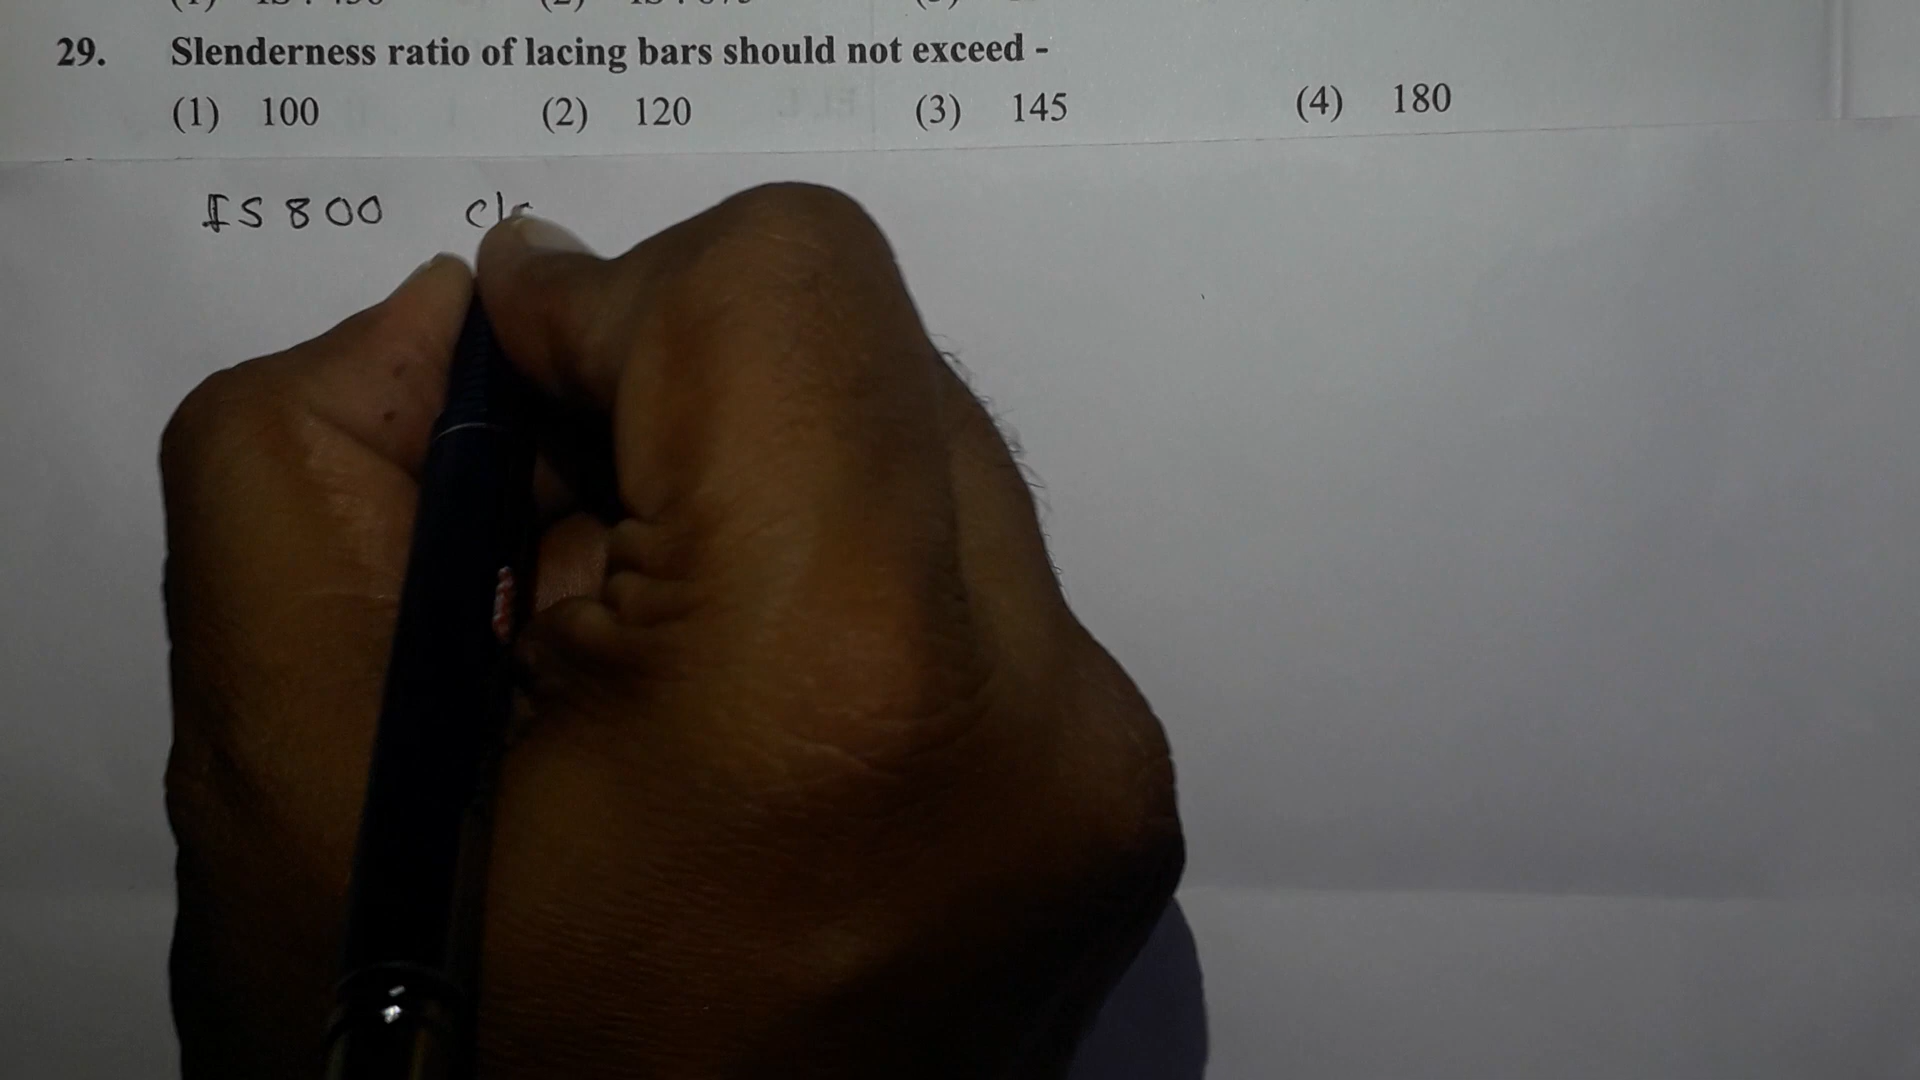 29. Slenderness ratio of lacing bars should not exceed -
(1) 100 (2) 120 (3) 145 (4) 180
IS 800